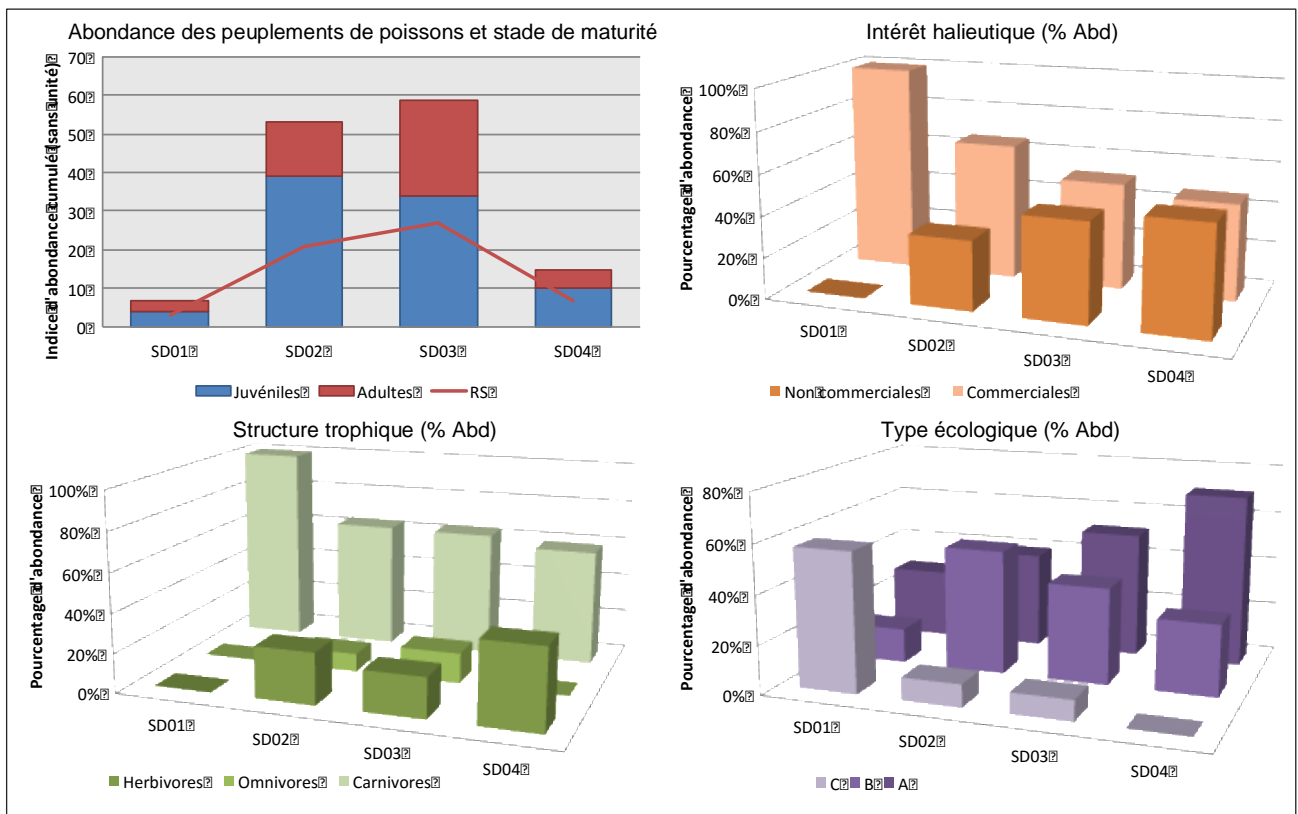 Abondance des peuplements de poissons et stade de maturité
Indice d'abondance cumulé (sans unité)
70
60
50
40
30
20
10
0
SD01 SD02 SD03 SD04
Juvéniles Adultes RS
Intérêt halieutique (% Abd)
Pourcentage d'abondance
100%
80%
60%
40%
20%
0%
SD01
SD02
SD03
SD04
Non commerciales Commerciales
Structure trophique (% Abd)
Pourcentage d'abondance
100%
80%
60%
40%
20%
0%
SD01
SD02
SD03
SD04
Herbivores Omnivores Carnivores
Type écologique (% Abd)
Pourcentage d'abondance
80%
60%
40%
20%
0%
SD01
SD02
SD03
SD04
C B A